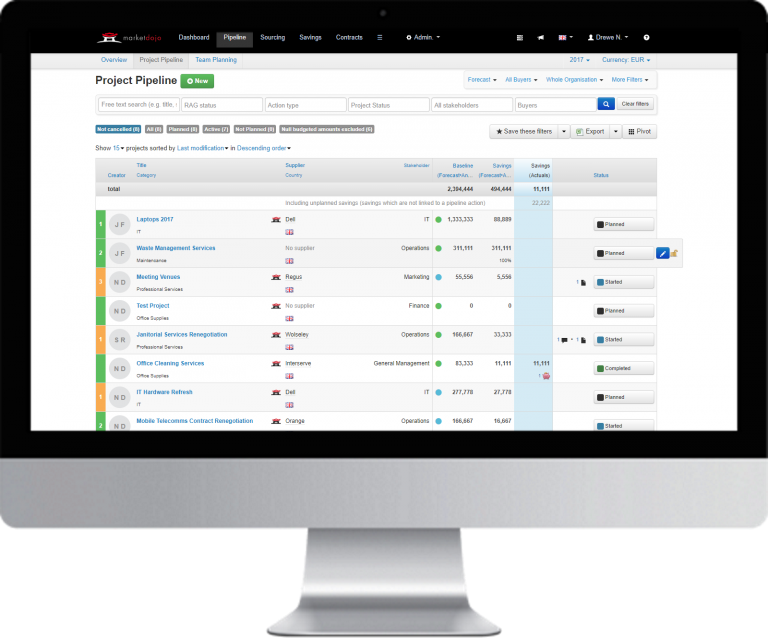 marketdojo Dashboard Pipeline Sourcing Savings Contracts Admin. Drewe N.
Overview Project Pipeline Team Planning 2017 Currency: EUR
Project Pipeline New Forecast All Buyers Whole Organisation More Filters
Free text search (e.g. title, RAG status Action type Project Status All stakeholders Buyers Clear filters
Not cancelled (8) All (8) Planned (8) Active (7) Not Planned (0) Null budgeted amounts excluded (6) Save these filters Export Pivot
Show 15 projects sorted by Last modification in Descending order
Title Supplier Stakeholder Baseline Savings Savings
Creator Category Country (Forecast+An... (Forecast+A... (Actuals) Status
total 2,394,444 494,444 11,111
Including unplanned savings (savings which are not linked to a pipeline action) 22,222
1 J F Laptops 2017 Dell IT 1,333,333 88,889 Planned
IT
2 J F Waste Management Services No supplier Operations 311,111 311,111 Planned
Maintenance 100%
3 N D Meeting Venues Regus Marketing 55,556 5,556 1 Started
Professional Services
N D Test Project No supplier Finance 0 0 Planned
Office Supplies
1 S R Janitorial Services Renegotiation Wolseley Operations 166,667 33,333 1 + 1 Started
Professional Services
N D Office Cleaning Services Interserve General Management 83,333 11,111 11,111 Completed
Office Supplies 1
1 N D IT Hardware Refresh Dell IT 277,778 27,778 Planned
IT
2 N D Mobile Telecomms Contract Renegotiation Orange Operations 166,667 16,667 Started